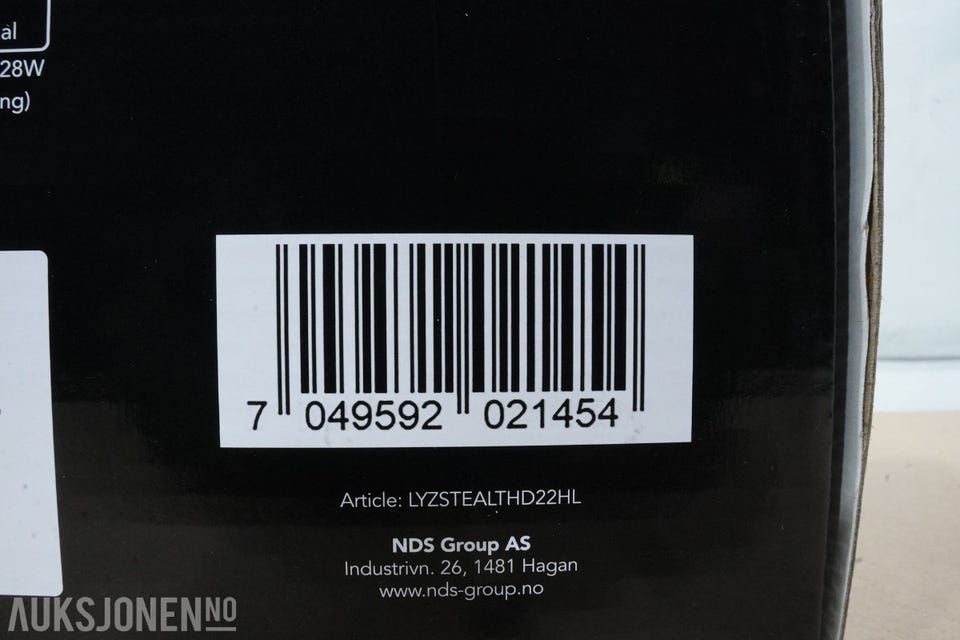 al
28W
ng)
7 049592 021454
Article: LYZSTEALTHD22HL
NDS Group AS
Industrivn. 26, 1481 Hagan
www.nds-group.no
AUKSJONEN NO